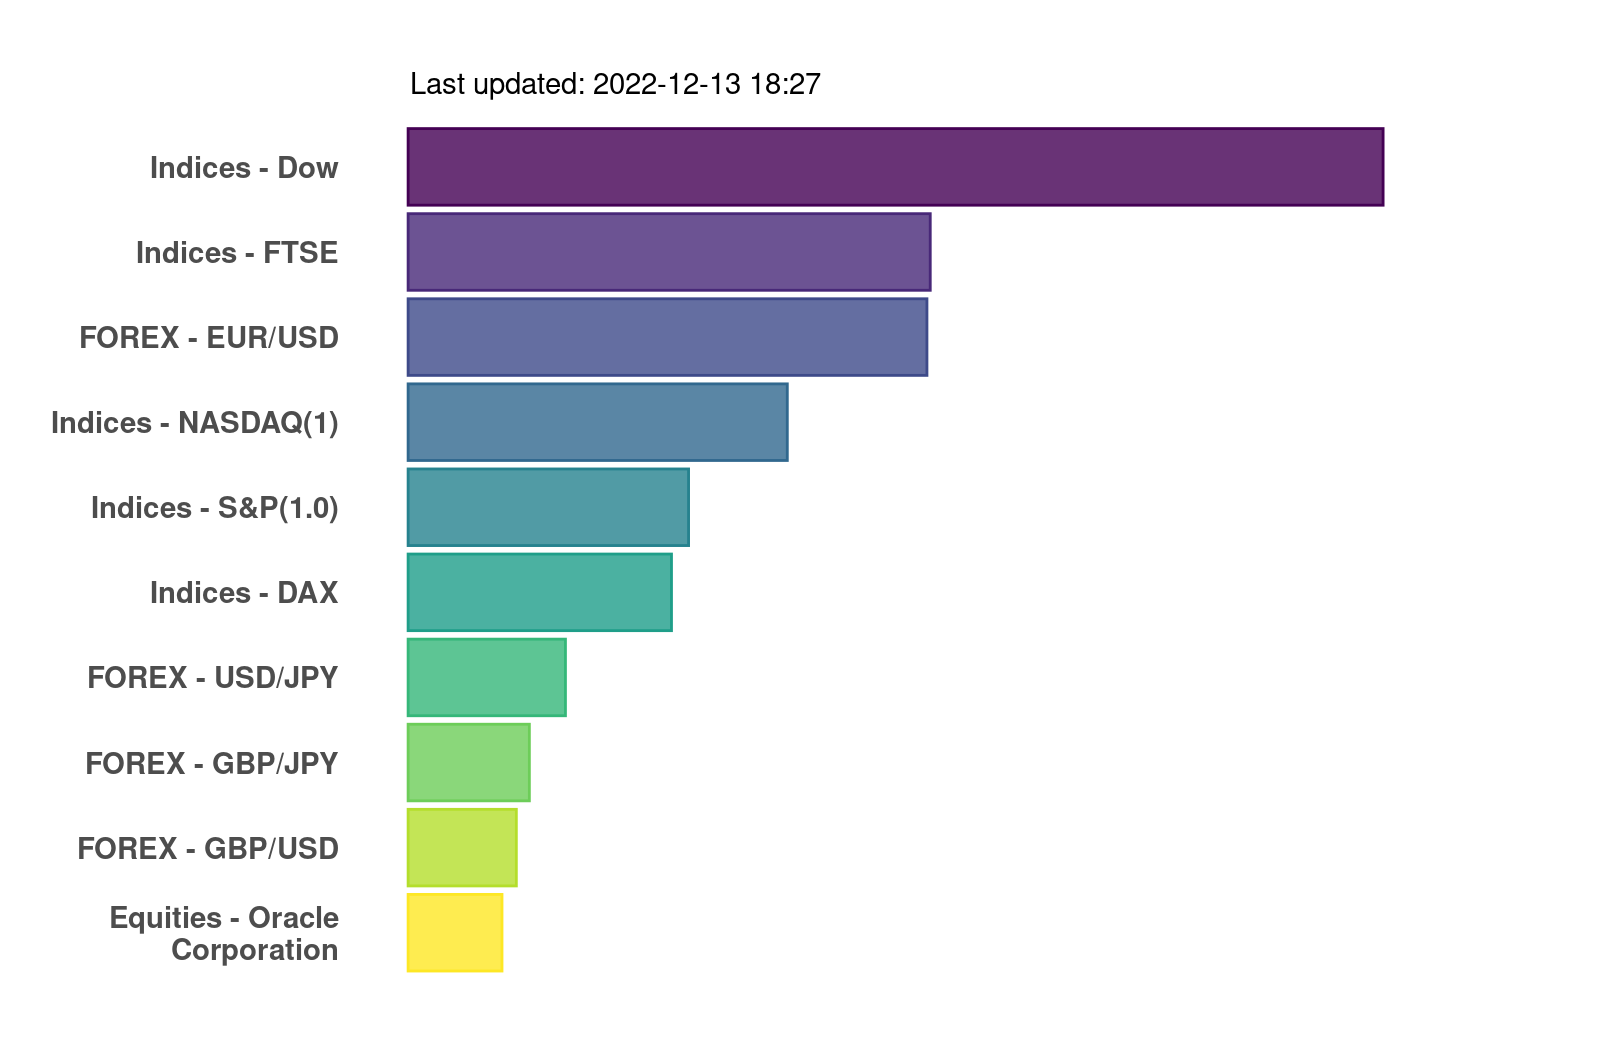 Last updated: 2022-12-13 18:27
Indices - Dow
Indices - FTSE
FOREX - EUR/USD
Indices - NASDAQ(1)
Indices - S&P(1.0)
Indices - DAX
FOREX - USD/JPY
FOREX - GBP/JPY
FOREX - GBP/USD
Equities - Oracle
Corporation